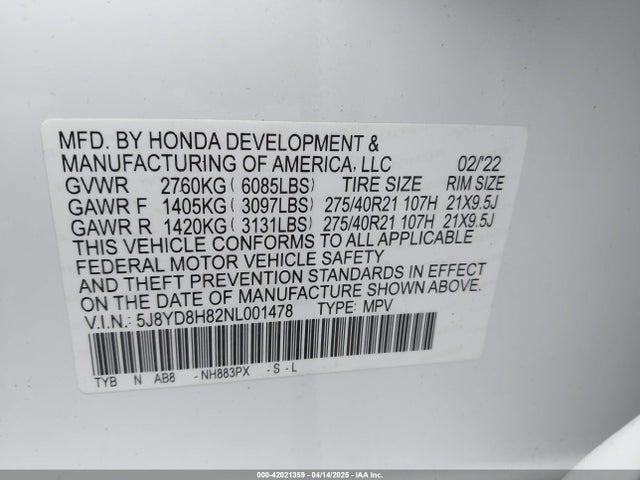 MFD. BY HONDA DEVELOPMENT &
MANUFACTURING OF AMERICA, LLC 02/'22
GVWR 2760KG ( 6085LBS) TIRE SIZE RIM SIZE
GAWR F 1405KG ( 3097LBS) 275/40R21 107H 21X9.5J
GAWR R 1420KG ( 3131LBS) 275/40R21 107H 21X9.5J
THIS VEHICLE CONFORMS TO ALL APPLICABLE
FEDERAL MOTOR VEHICLE SAFETY
AND THEFT PREVENTION STANDARDS IN EFFECT
ON THE DATE OF MANUFACTURE SHOWN ABOVE.
V.I.N.: 5J8YD8H82NL001478 TYPE: MPV
TYB N AB8 - NH883PX - S - L
000-42021359 - 04/14/2025 - IAAI.COM